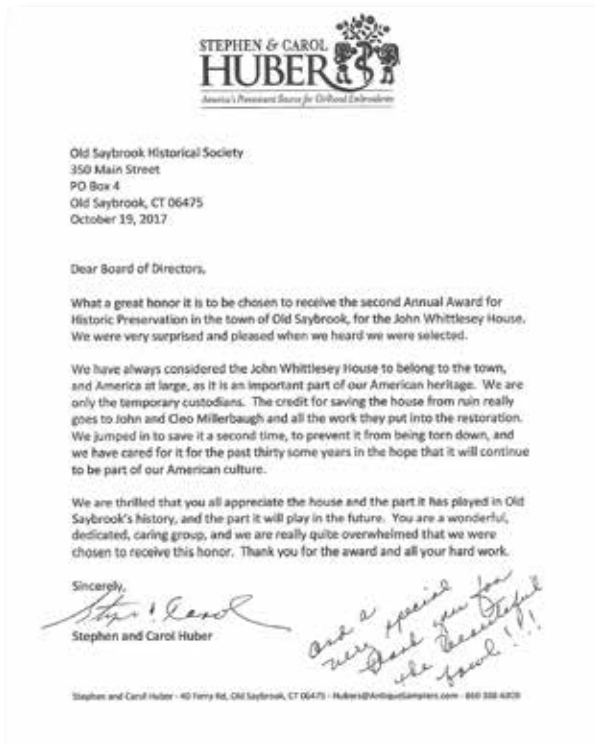 STEPHEN & CAROL
HUBER
America's Preeminent Source for Girlhood Embroideries
Old Saybrook Historical Society
350 Main Street
PO Box 4
Old Saybrook, CT 06475
October 19, 2017
Dear Board of Directors,
What a great honor it is to be chosen to receive the second Annual Award for
Historic Preservation in the town of Old Saybrook, for the John Whittlesey House.
We were very surprised and pleased when we heard we were selected.
We have always considered the John Whittlesey House to belong to the town,
and America at large, as it is an important part of our American heritage. We are
only the temporary custodians. The credit for saving the house from ruin really
goes to John and Cleo Millerbaugh and all the work they put into the restoration.
We jumped in to save it a second time, to prevent it from being torn down, and
we have cared for it for the past thirty some years in the hope that it will continue
to be part of our American culture.
We are thrilled that you all appreciate the house and the part it has played in Old
Saybrook's history, and the part it will play in the future. You are a wonderful,
dedicated, caring group, and we are really quite overwhelmed that we were
chosen to receive this honor. Thank you for the award and all your hard work.
Sincerely,
Steve & Carol
Stephen and Carol Huber
and a
very special
thank you for
the beautiful
bowl!!!
Stephen and Carol Huber - 40 Ferry Rd, Old Saybrook, CT 06475 - Hubers@AntiqueSamplers.com